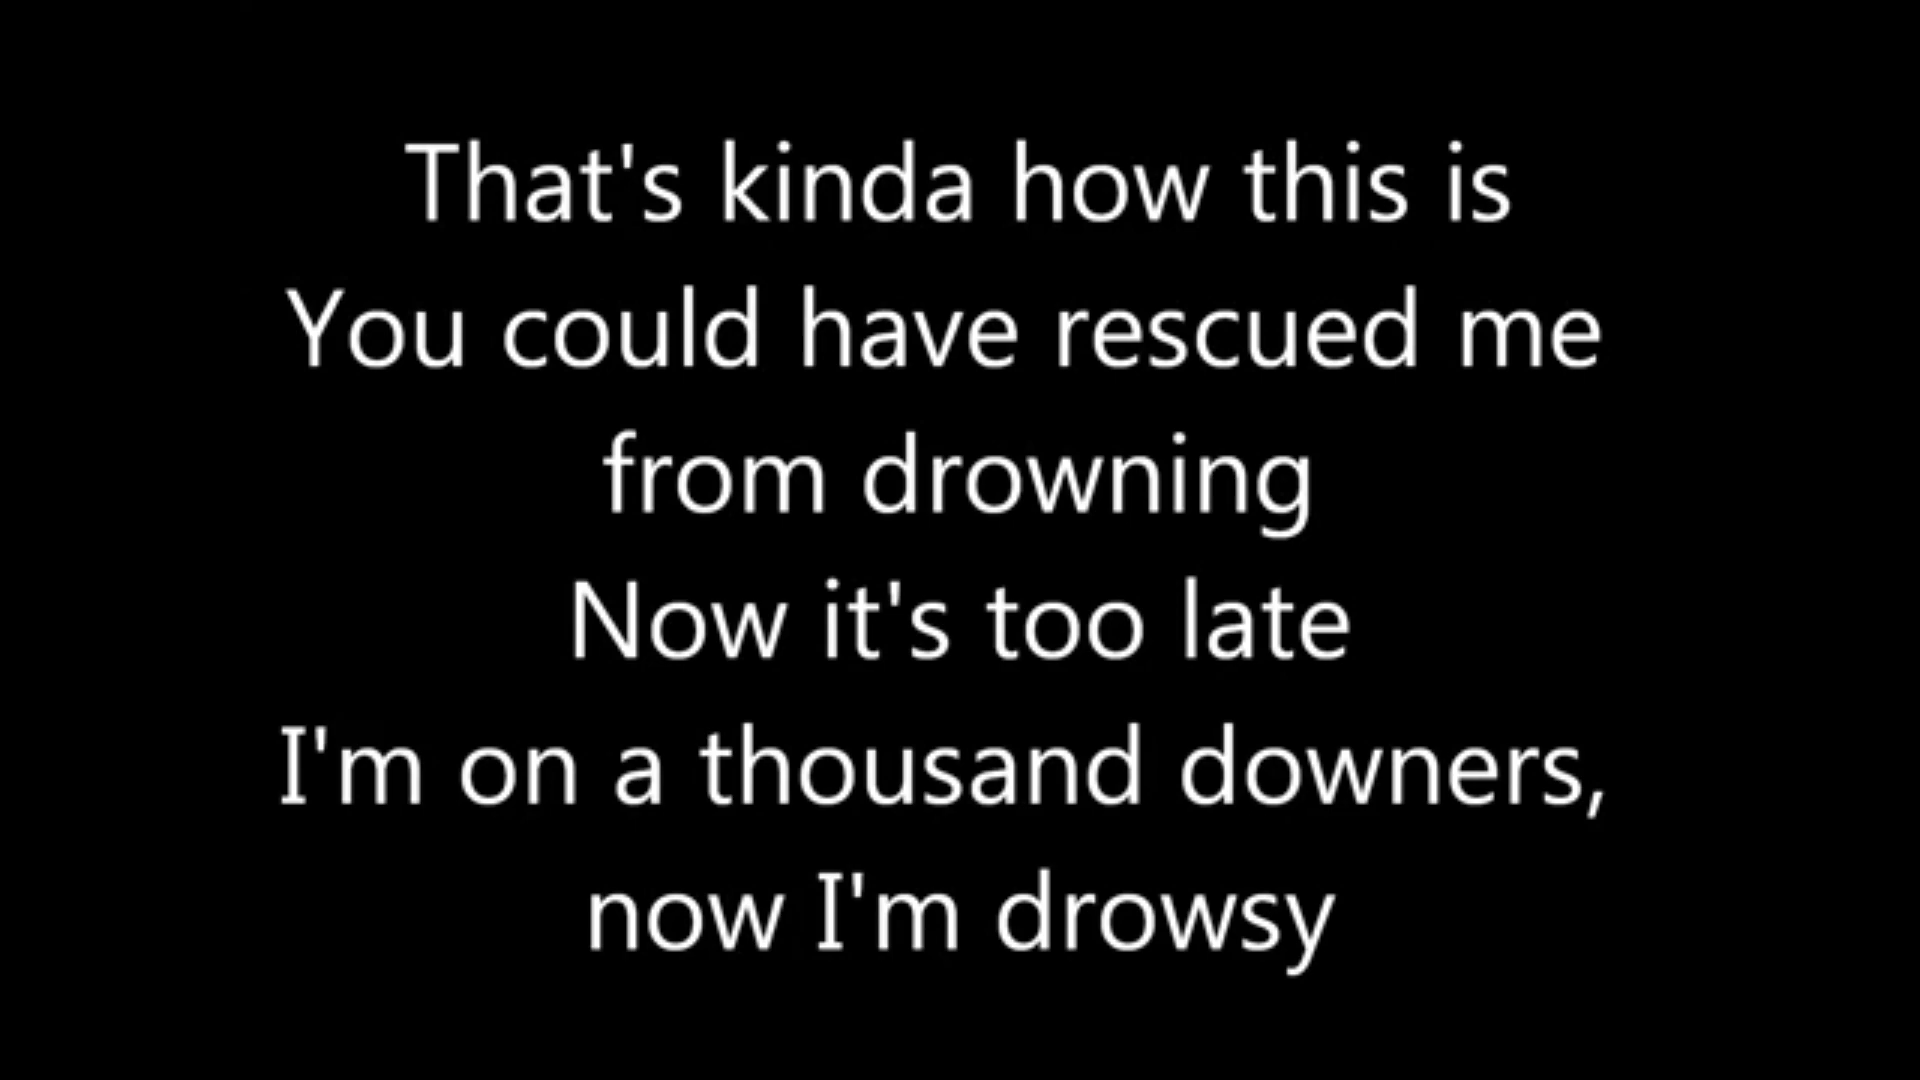 That's kinda how this is
You could have rescued me
from drowning
Now it's too late
I'm on a thousand downers,
now I'm drowsy